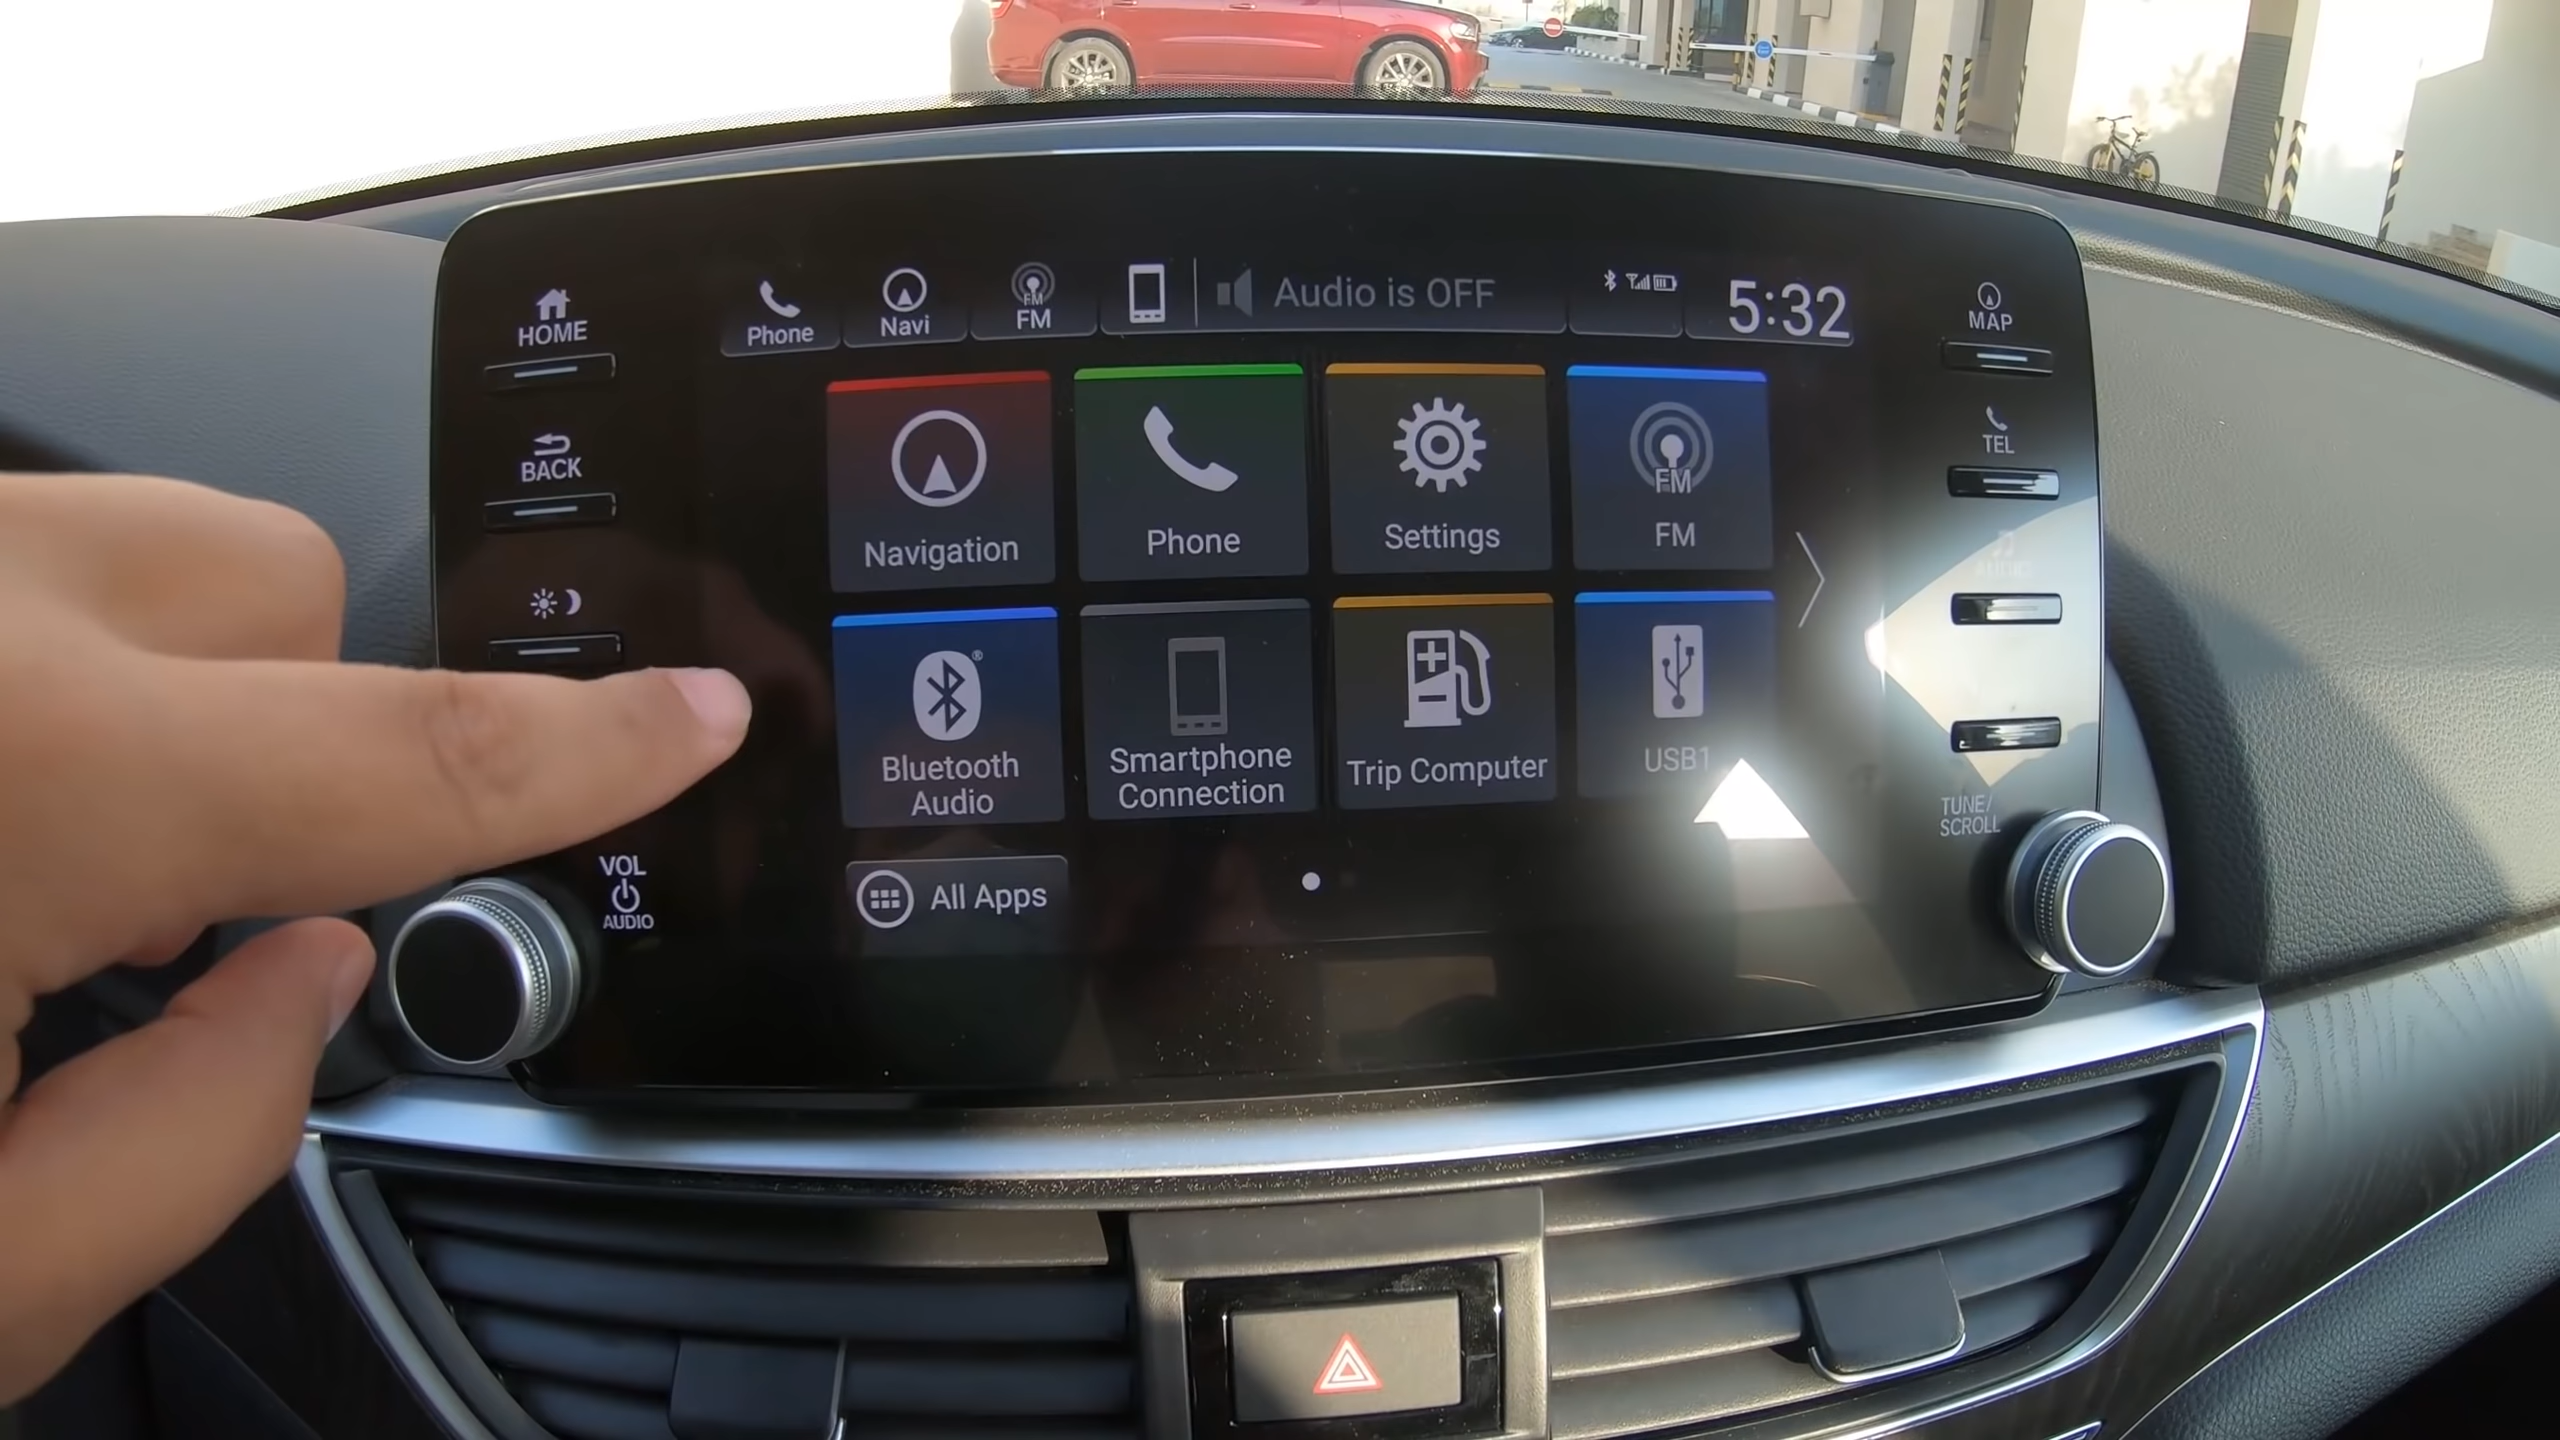 HOME
BACK
VOL
AUDIO
Phone
Navi
FM
FM
Audio is OFF
5:32
Navigation
Phone
Settings
FM
FM
Bluetooth
Audio
®
Smartphone
Connection
Trip Computer
USB1
All Apps
MAP
TEL
AUDIO
TUNE/
SCROLL